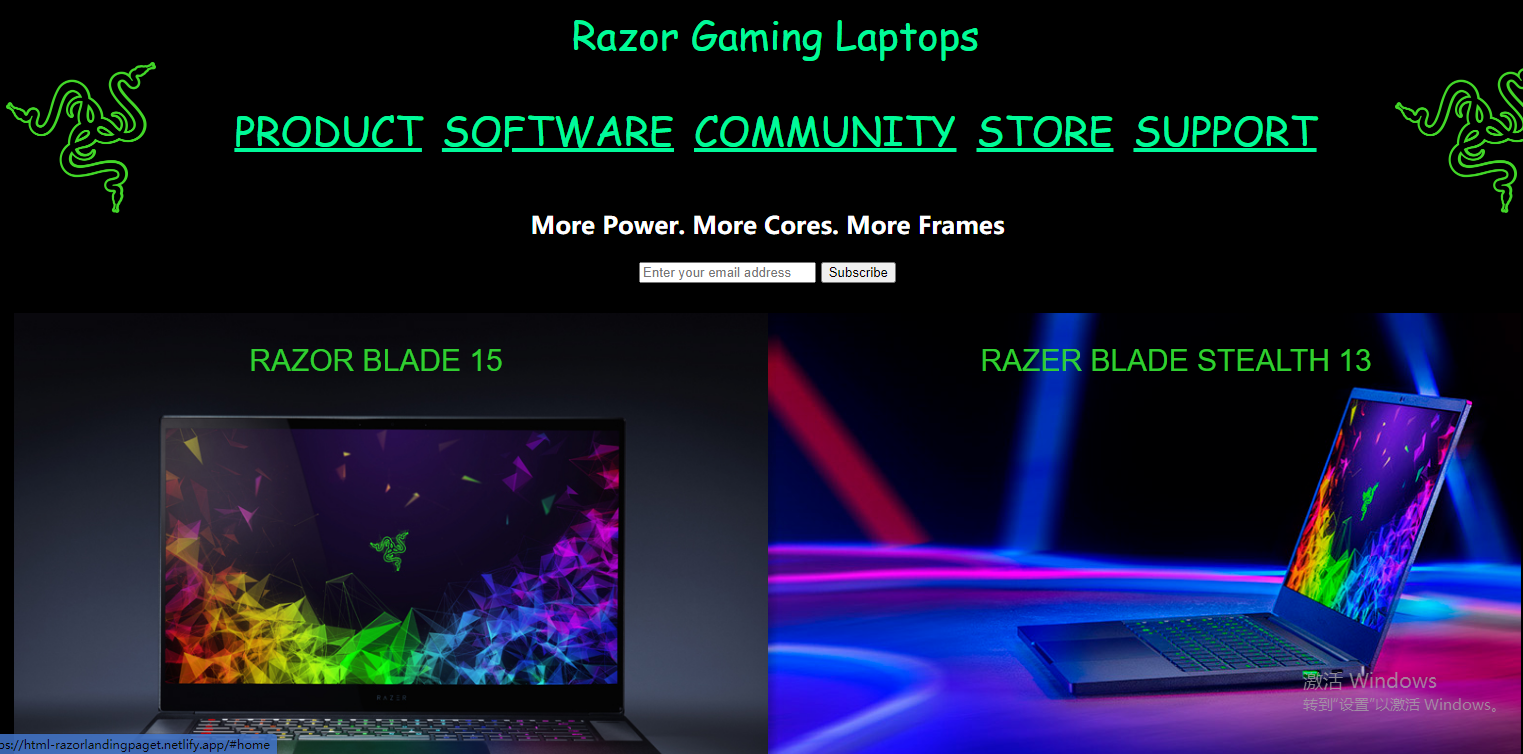 Razor Gaming Laptops
PRODUCT SOFTWARE COMMUNITY STORE SUPPORT
More Power. More Cores. More Frames
Enter your email address Subscribe
RAZOR BLADE 15
RAZER BLADE STEALTH 13
RAZER
激活 Windows
转到"设置"以激活 Windows。
ps://html-razorlandingpaget.netlify.app/#home